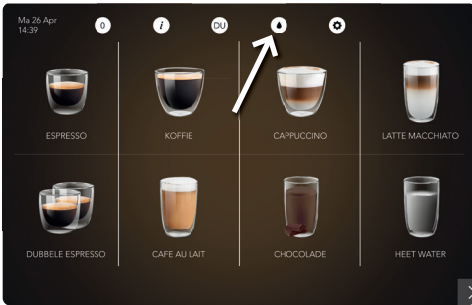 Ma 26 Apr
14:39
0
i
DU
ESPRESSO
KOFFIE
CAPPUCCINO
LATTE MACCHIATO
DUBBELE ESPRESSO
CAFE AU LAIT
CHOCOLADE
HEET WATER